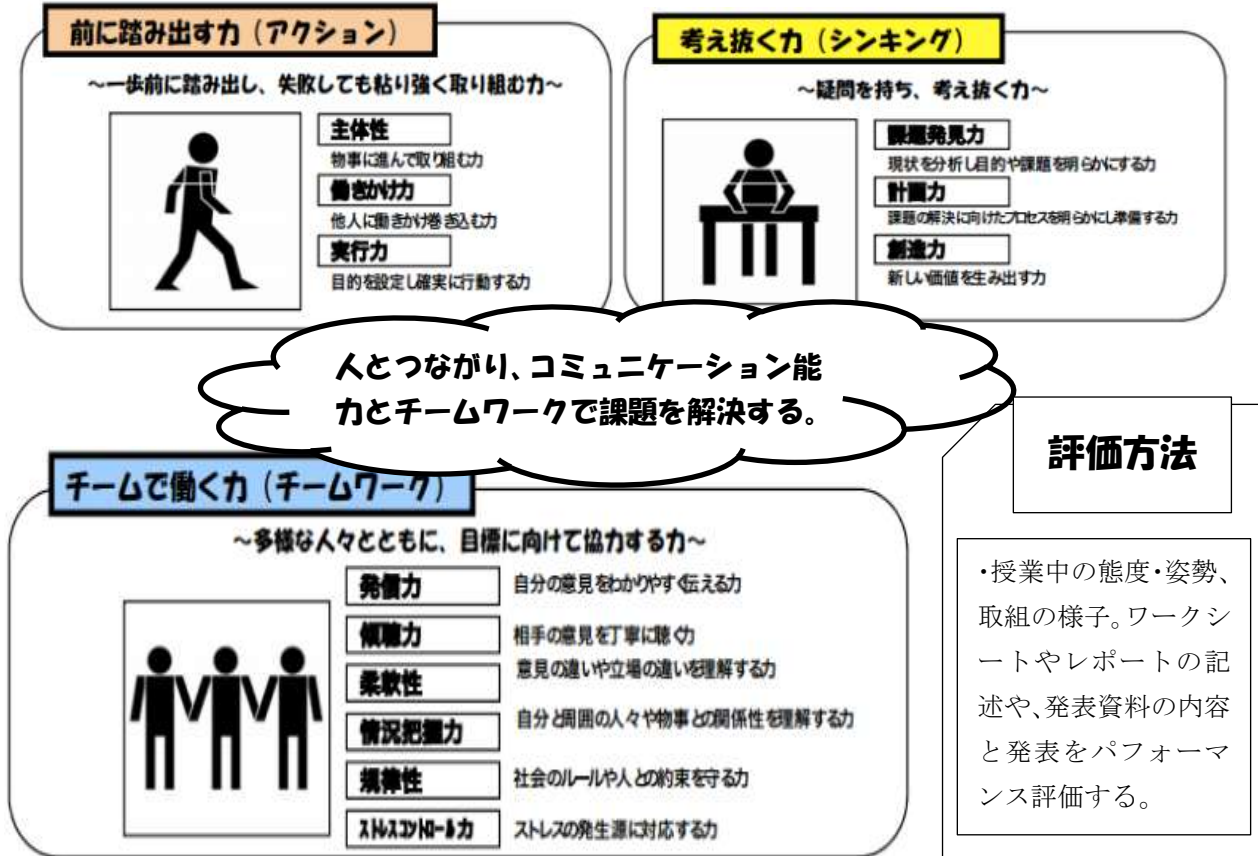 前に踏み出す力（アクション）
～一歩前に踏み出し、失敗しても粘り強く取り組む力～
主体性
物事に進んで取り組む力
働きかけ力
他人に働きかけ巻き込む力
実行力
目的を設定し確実に行動する力
考え抜く力（シンキング）
～疑問を持ち、考え抜く力～
課題発見力
現状を分析し目的や課題を明らかにする力
計画力
課題の解決に向けたプロセスを明らかにし準備する力
創造力
新しい価値を生み出す力
人とつながり、コミュニケーション能
力とチームワークで課題を解決する。
チームで働く力（チームワーク）
～多様な人々とともに、目標に向けて協力する力～
発信力
自分の意見をわかりやすく伝える力
傾聴力
相手の意見を丁寧に聴く力
柔軟性
意見の違いや立場の違いを理解する力
情況把握力
自分と周囲の人々や物事との関係性を理解する力
規律性
社会のルールや人との約束を守る力
ストレスコントロール力
ストレスの発生源に対応する力
評価方法
・授業中の態度・姿勢、
取組の様子。ワークシ
ートやレポートの記
述や、発表資料の内容
と発表をパフォーマ
ンス評価する。